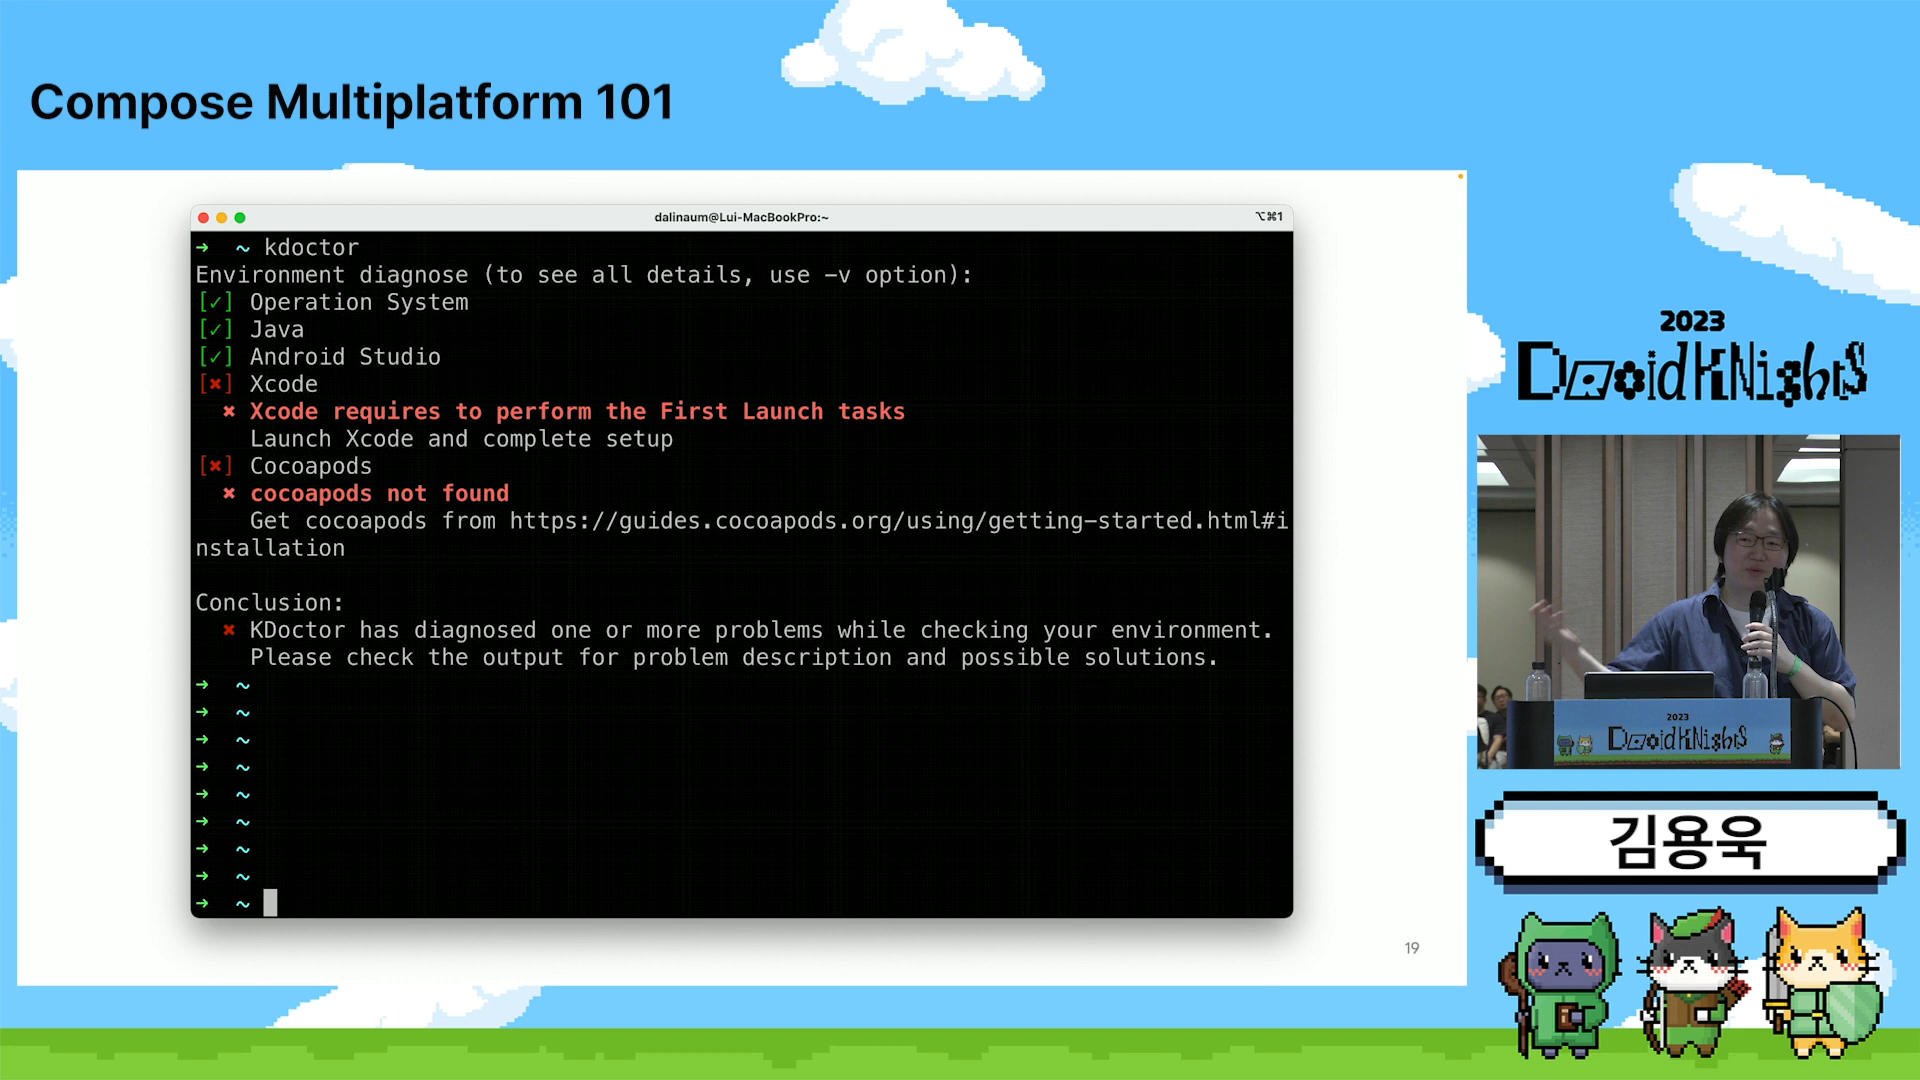 Compose Multiplatform 101
dalinaum@Lui-MacBookPro:~
⌥⌘1
➜ ~ kdoctor
Environment diagnose (to see all details, use -v option):
[✓] Operation System
[✓] Java
[✓] Android Studio
[✖] Xcode
✖ Xcode requires to perform the First Launch tasks
Launch Xcode and complete setup
[✖] Cocoapods
✖ cocoapods not found
Get cocoapods from https://guides.cocoapods.org/using/getting-started.html#i
nstallation
Conclusion:
✖ KDoctor has diagnosed one or more problems while checking your environment.
Please check the output for problem description and possible solutions.
➜ ~
➜ ~
➜ ~
➜ ~
➜ ~
➜ ~
➜ ~
➜ ~
➜ ~
19
2023
Droid KNights
2023
Droid KNights
김용욱